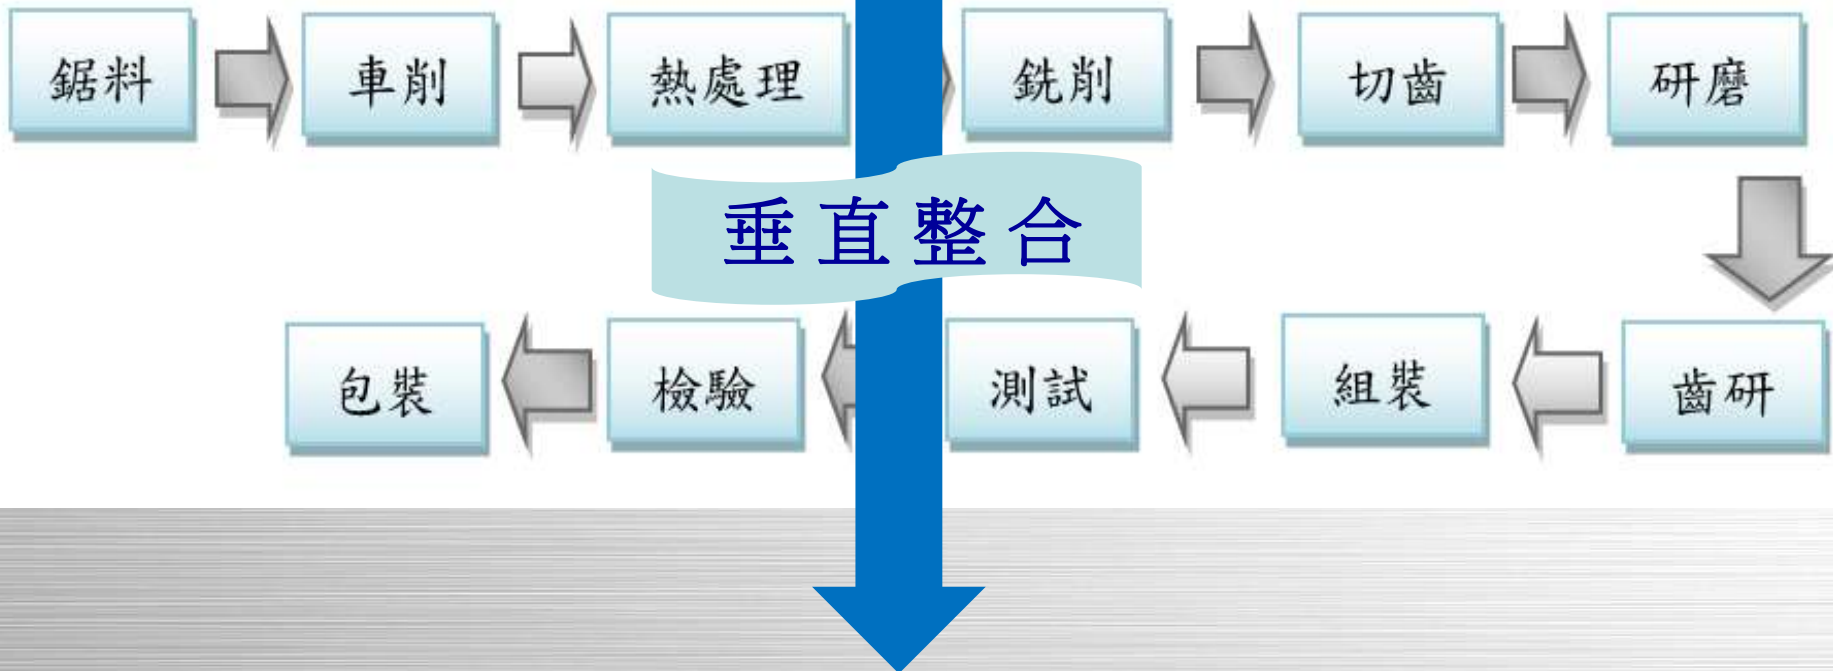 鋸料 車削 熱處理 銑削 切齒 研磨
垂直整合
包裝 檢驗 測試 組裝 齒研